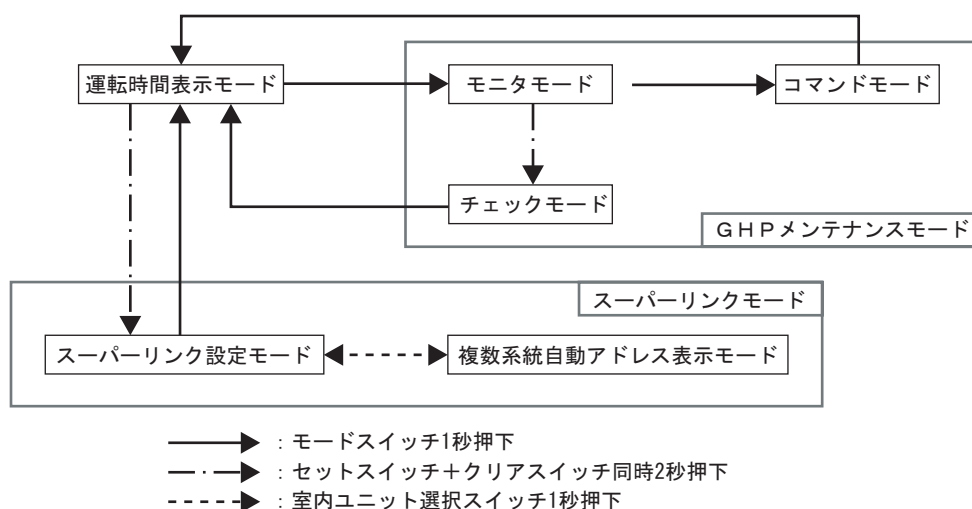 運転時間表示モード
モニタモード
コマンドモード
チェックモード
ＧＨＰメンテナンスモード
スーパーリンクモード
スーパーリンク設定モード
複数系統自動アドレス表示モード
：モードスイッチ1秒押下
：セットスイッチ＋クリアスイッチ同時2秒押下
：室内ユニット選択スイッチ1秒押下